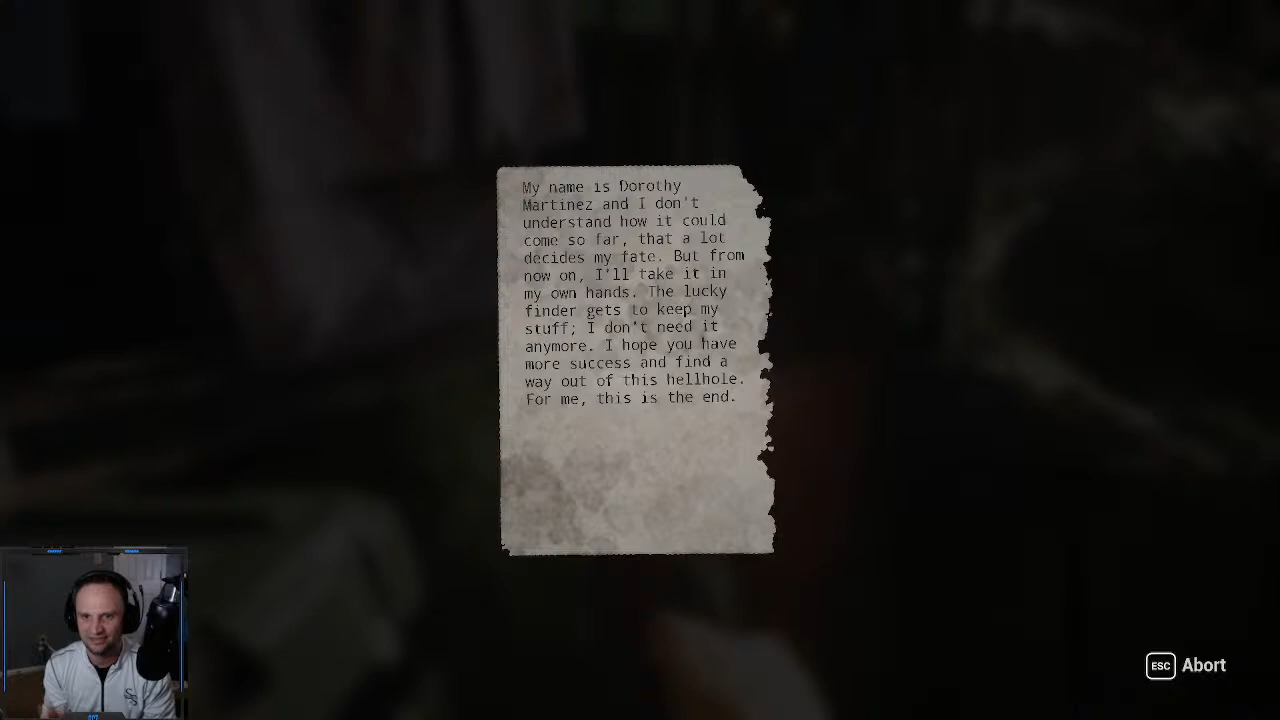 My name is Dorothy
Martinez and I don't
understand how it could
come so far, that a lot
decides my fate. But from
now on, I'll take it in
my own hands. The lucky
finder gets to keep my
stuff; I don't need it
anymore. I hope you have
more success and find a
way out of this hellhole.
For me, this is the end.
ESC Abort